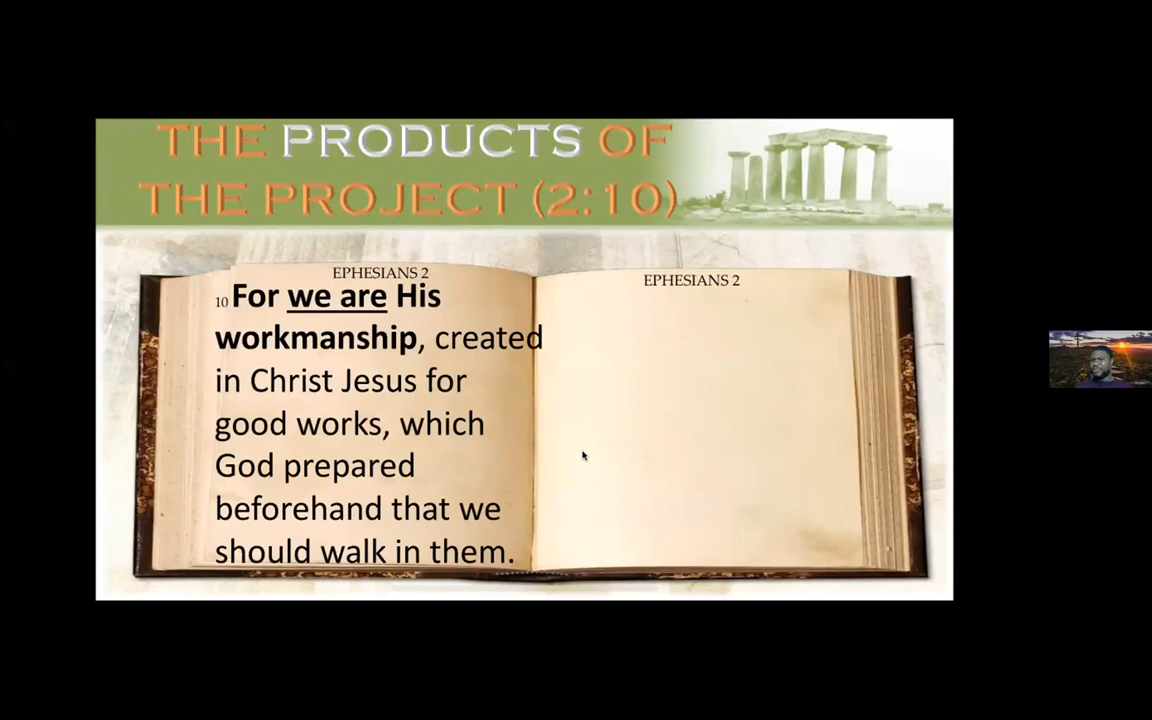 THE PRODUCTS OF
THE PROJECT (2:10)
EPHESIANS 2
10 For we are His
workmanship, created
in Christ Jesus for
good works, which
God prepared
beforehand that we
should walk in them.
EPHESIANS 2